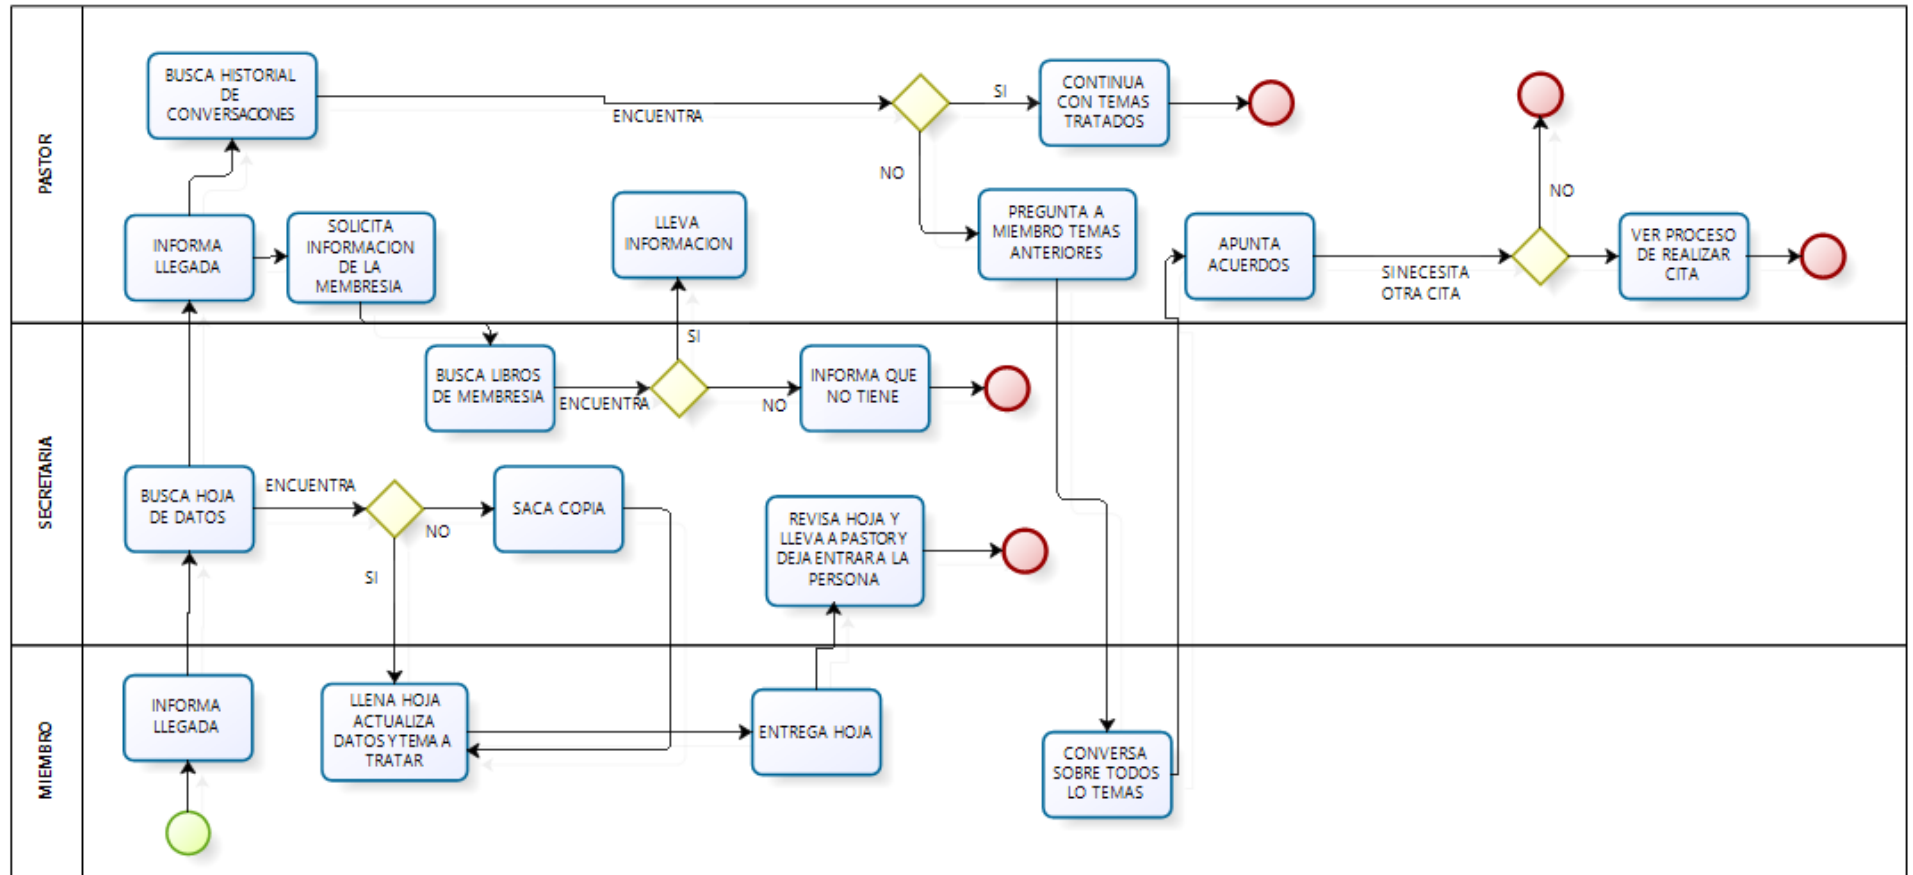 PASTOR
BUSCA HISTORIAL
DE
CONVERSACIONES
ENCUENTRA
SI
CONTINUA
CON TEMAS
TRATADOS
NO
INFORMA
LLEGADA
SOLICITA
INFORMACION
DE LA
MEMBRESIA
LLEVA
INFORMACION
PREGUNTA A
MIEMBRO TEMAS
ANTERIORES
APUNTA
ACUERDOS
SINECESITA
OTRA CITA
NO
VER PROCESO
DE REALIZAR
CITA
SECRETARIA
BUSCA LIBROS
DE MEMBRESIA
ENCUENTRA
SI
NO
INFORMA QUE
NO TIENE
BUSCA HOJA
DE DATOS
ENCUENTRA
NO
SI
SACA COPIA
REVISA HOJA Y
LLEVA A PASTOR Y
DEJA ENTRAR A LA
PERSONA
MIEMBRO
INFORMA
LLEGADA
LLENA HOJA
ACTUALIZA
DATOS Y TEMA A
TRATAR
ENTREGA HOJA
CONVERSA
SOBRE TODOS
LO TEMAS